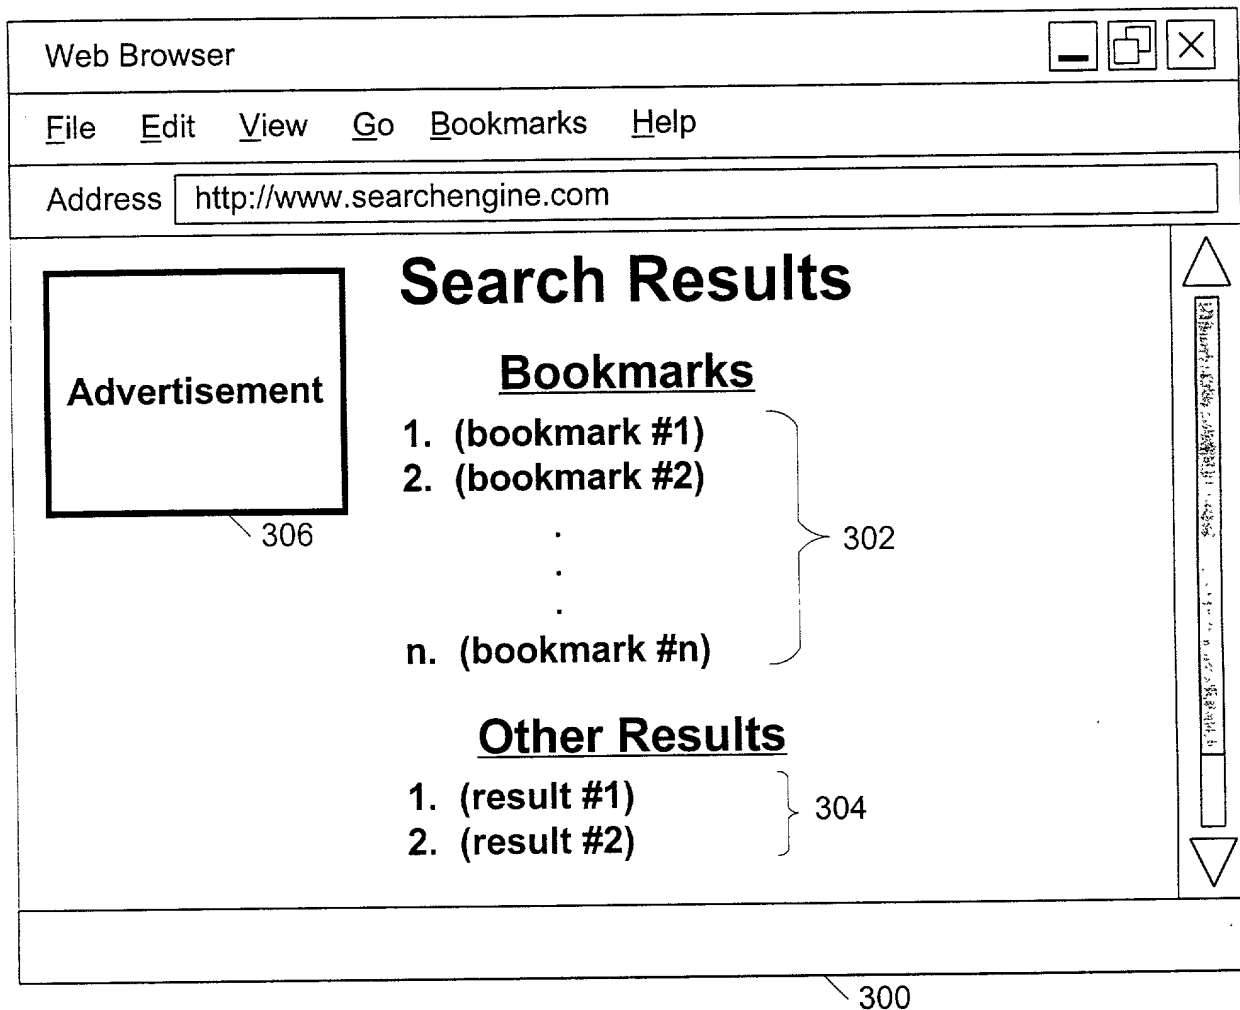 Web Browser
File Edit View Go Bookmarks Help
Address http://www.searchengine.com
Search Results
Advertisement
306
Bookmarks
1. (bookmark #1)
2. (bookmark #2)
.
.
.
n. (bookmark #n)
302
Other Results
1. (result #1)
2. (result #2)
304
300